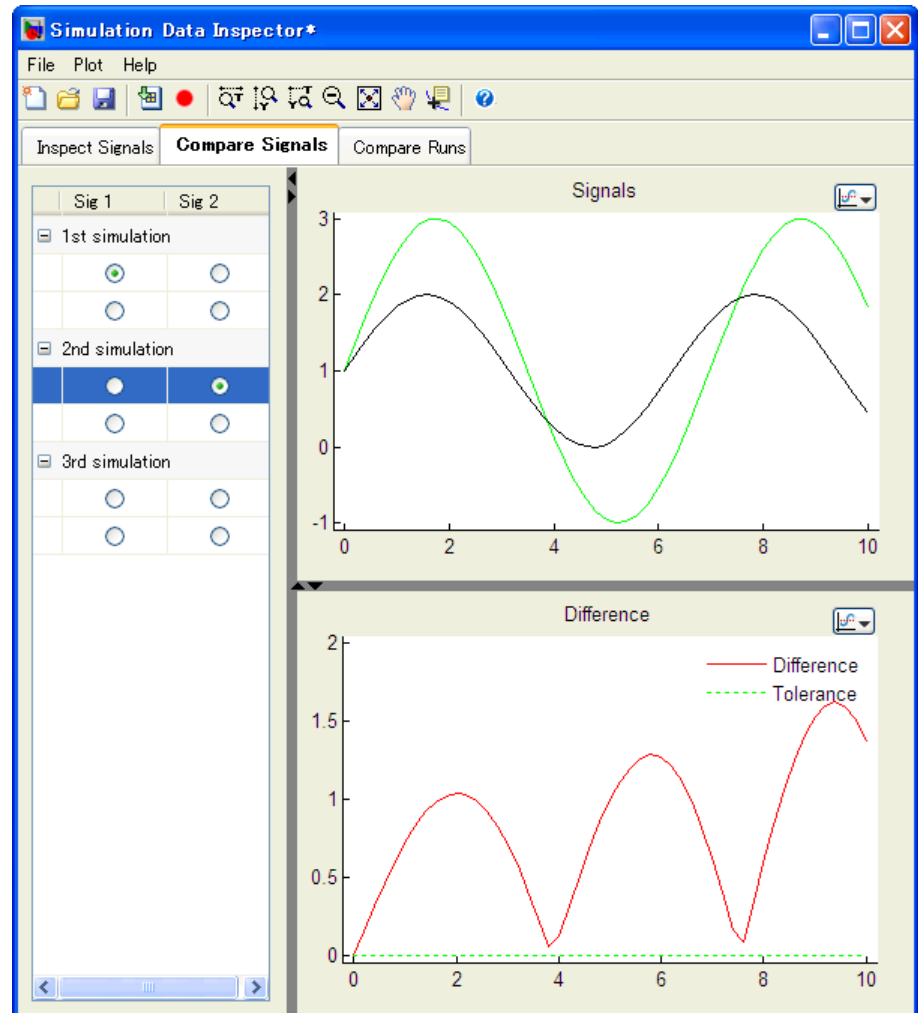 Simulation Data Inspector*
File Plot Help
Inspect Signals Compare Signals Compare Runs
Sig 1 Sig 2
1st simulation
2nd simulation
3rd simulation
Signals
3
2
1
0
-1
0 2 4 6 8 10
Difference
2
1.5
1
0.5
0
Difference
Tolerance
0 2 4 6 8 10